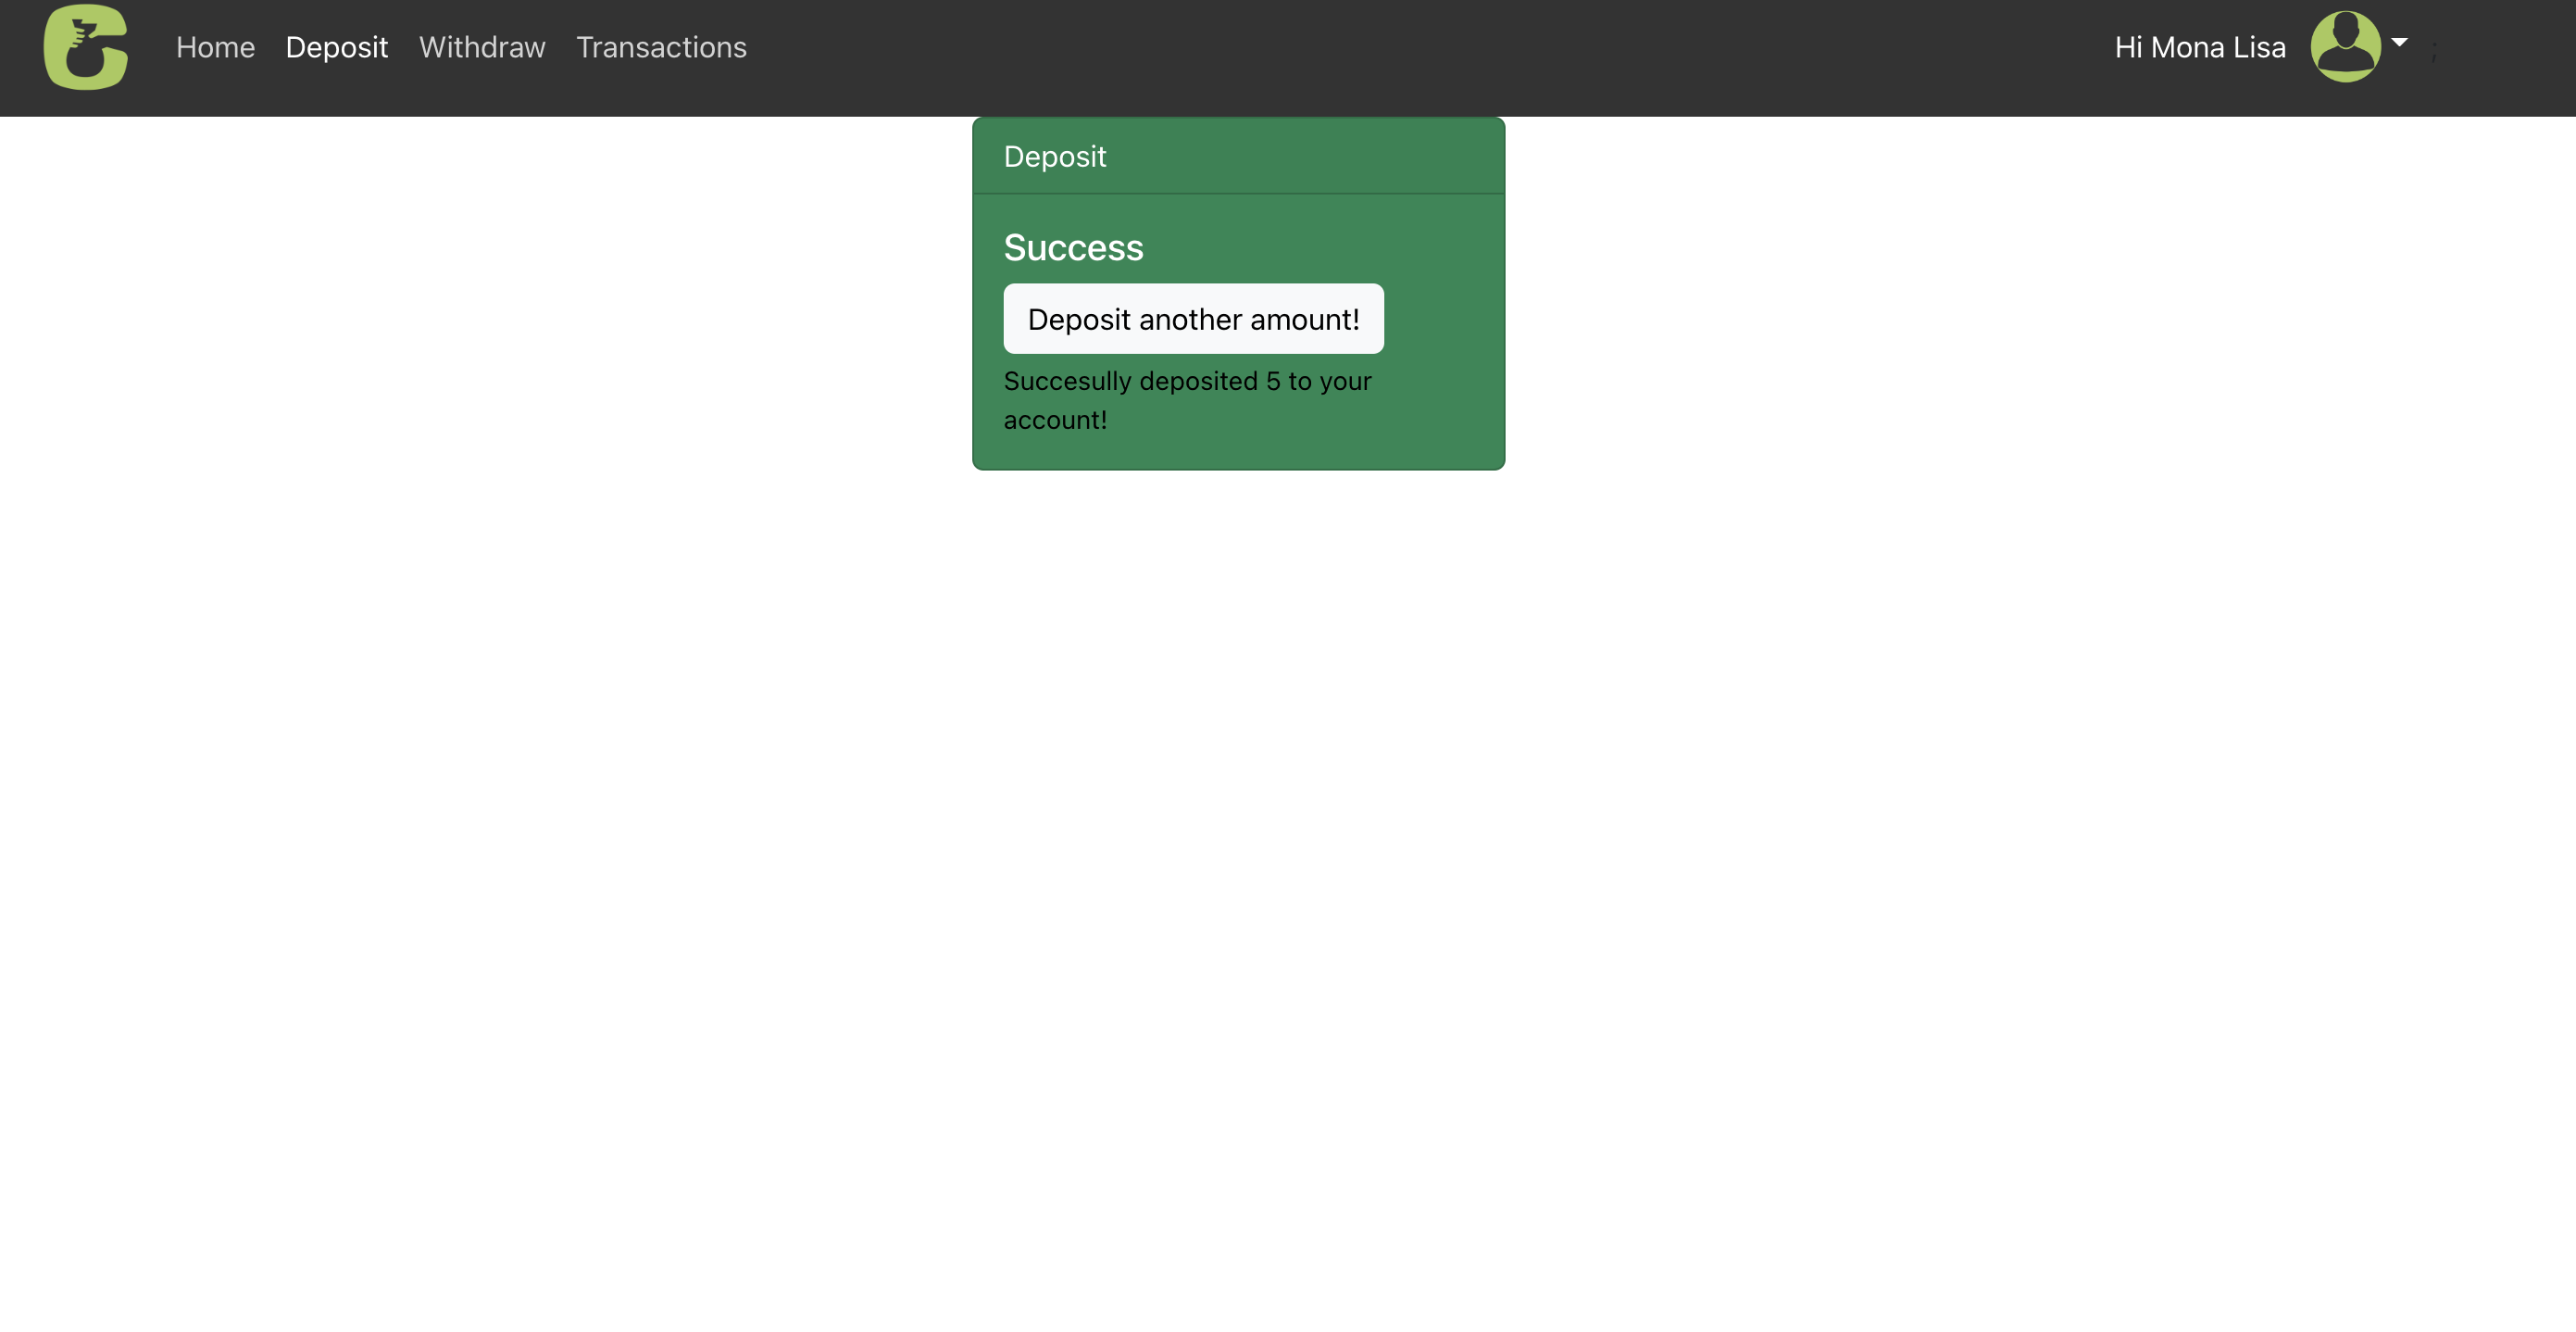 Home Deposit Withdraw Transactions Hi Mona Lisa ;
Deposit
Success
Deposit another amount!
Succesully deposited 5 to your
account!